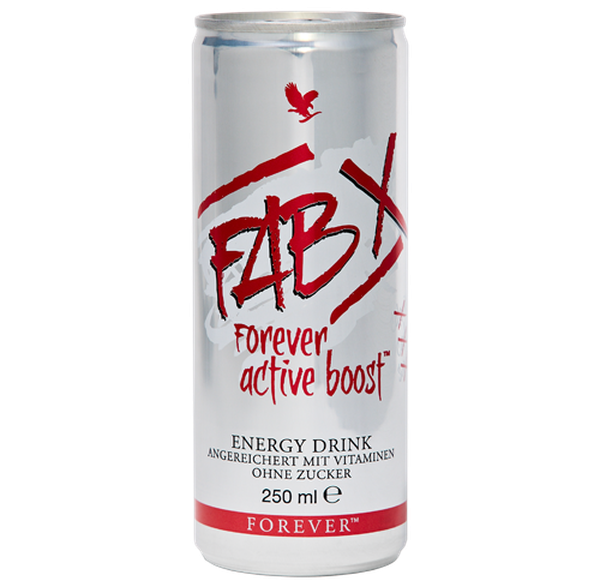 FAB X
Forever
active boost™
ENERGY DRINK
ANGEREICHERT MIT VITAMINEN
OHNE ZUCKER
250 ml ℮
FOREVER™